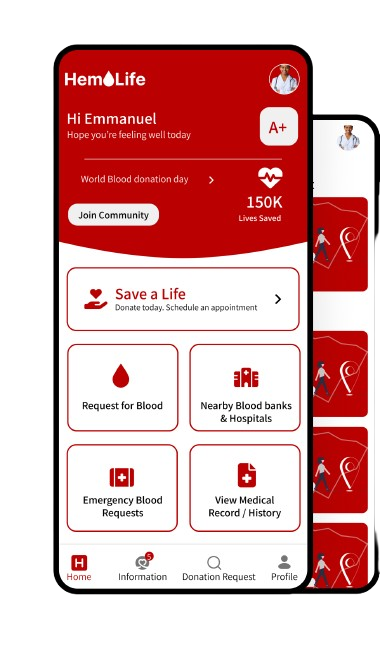 HemLife
Hi Emmanuel
Hope you're feeling well today
A+
World Blood donation day
150K
Lives Saved
Join Community
Save a Life
Donate today. Schedule an appointment
Request for Blood
Nearby Blood banks
& Hospitals
Emergency Blood
Requests
View Medical
Record / History
H
5
Home
Information
Donation Request
Profile